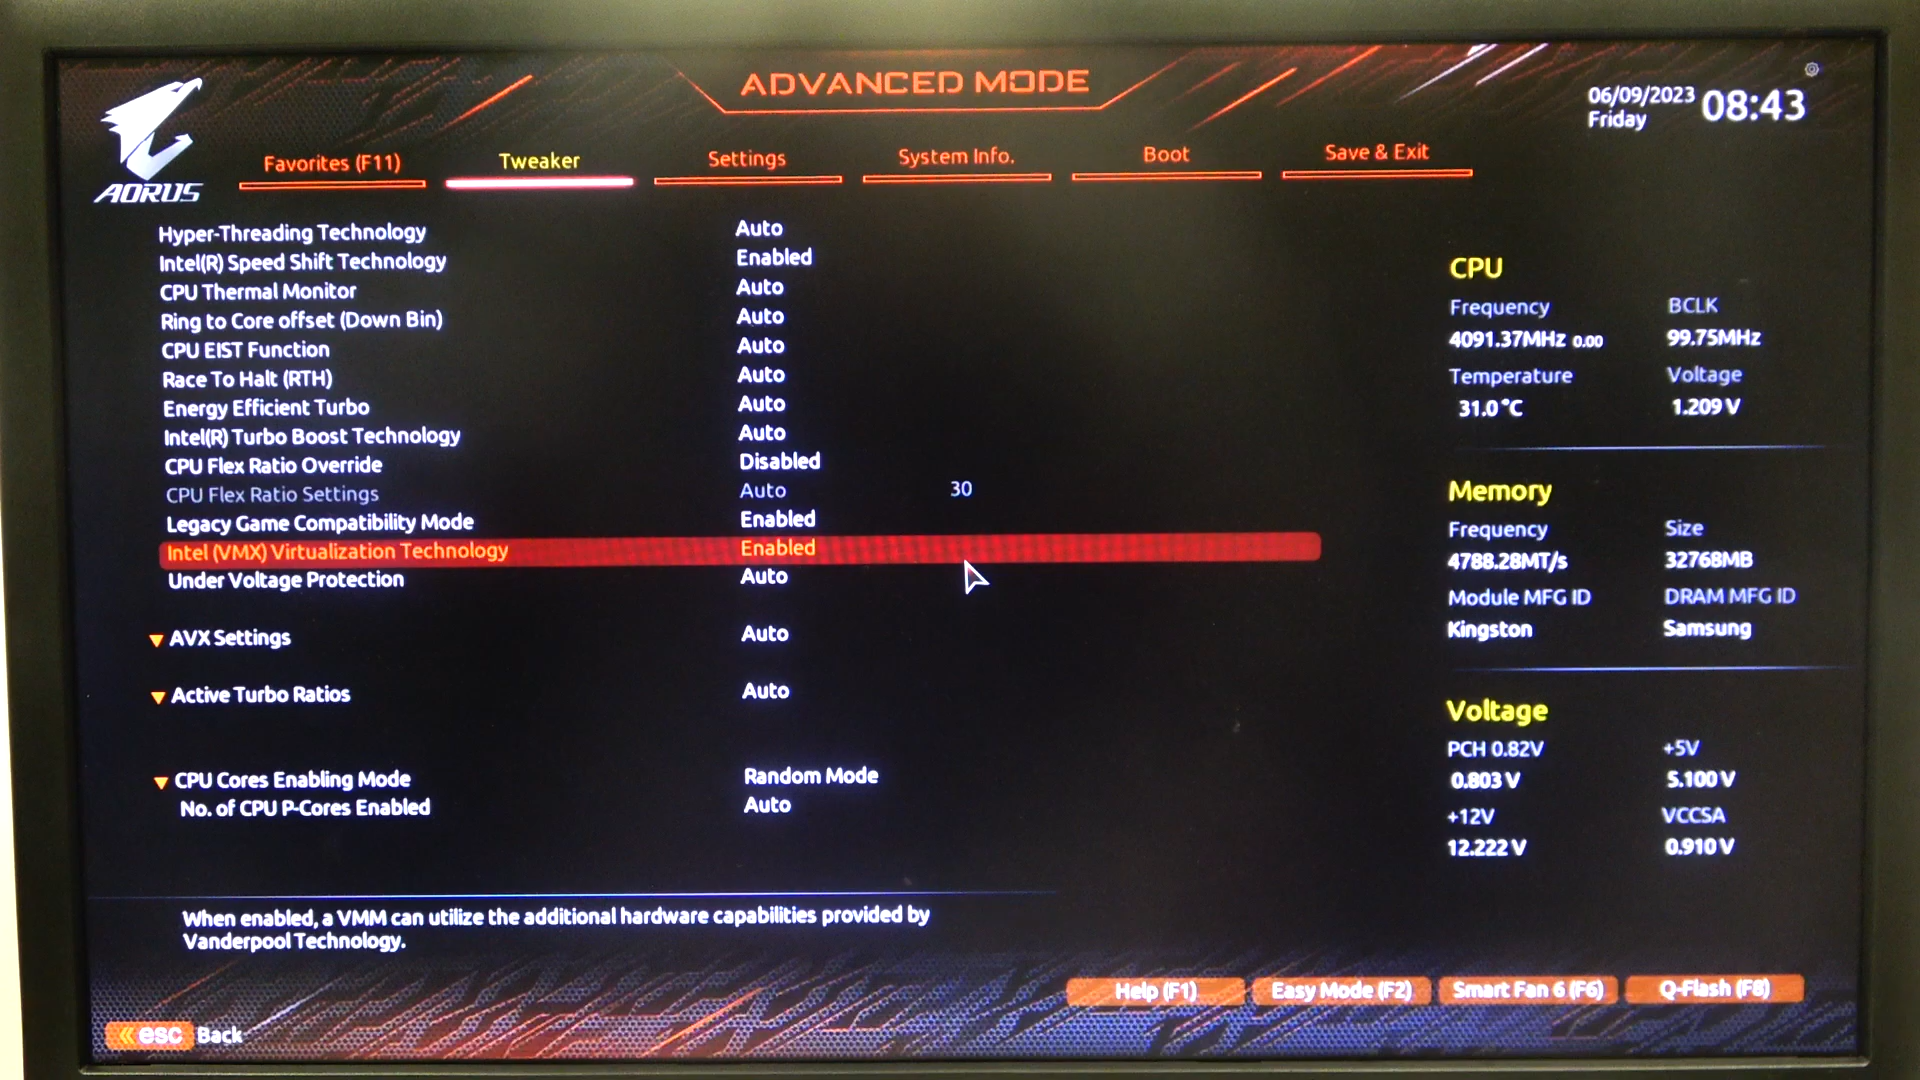 ADVANCED MODE
06/09/2023 08:43
Friday
AORUS
Favorites (F11) Tweaker Settings System Info. Boot Save & Exit
Hyper-Threading Technology Auto
Intel(R) Speed Shift Technology Enabled
CPU Thermal Monitor Auto
Ring to Core offset (Down Bin) Auto
CPU EIST Function Auto
Race To Halt (RTH) Auto
Energy Efficient Turbo Auto
Intel(R) Turbo Boost Technology Auto
CPU Flex Ratio Override Disabled
CPU Flex Ratio Settings Auto 30
Legacy Game Compatibility Mode Enabled
Intel (VMX) Virtualization Technology Enabled
Under Voltage Protection Auto
AVX Settings Auto
Active Turbo Ratios Auto
CPU Cores Enabling Mode Random Mode
No. of CPU P-Cores Enabled Auto
CPU
Frequency BCLK
4091.37MHz 0.00 99.75MHz
Temperature Voltage
31.0 °C 1.209 V
Memory
Frequency Size
4788.28MT/s 32768MB
Module MFG ID DRAM MFG ID
Kingston Samsung
Voltage
PCH 0.82V +5V
0.803 V 5.100 V
+12V VCCSA
12.222 V 0.910 V
When enabled, a VMM can utilize the additional hardware capabilities provided by
Vanderpool Technology.
Help (F1) Easy Mode (F2) Smart Fan 6 (F6) Q-Flash (F8)
« esc Back